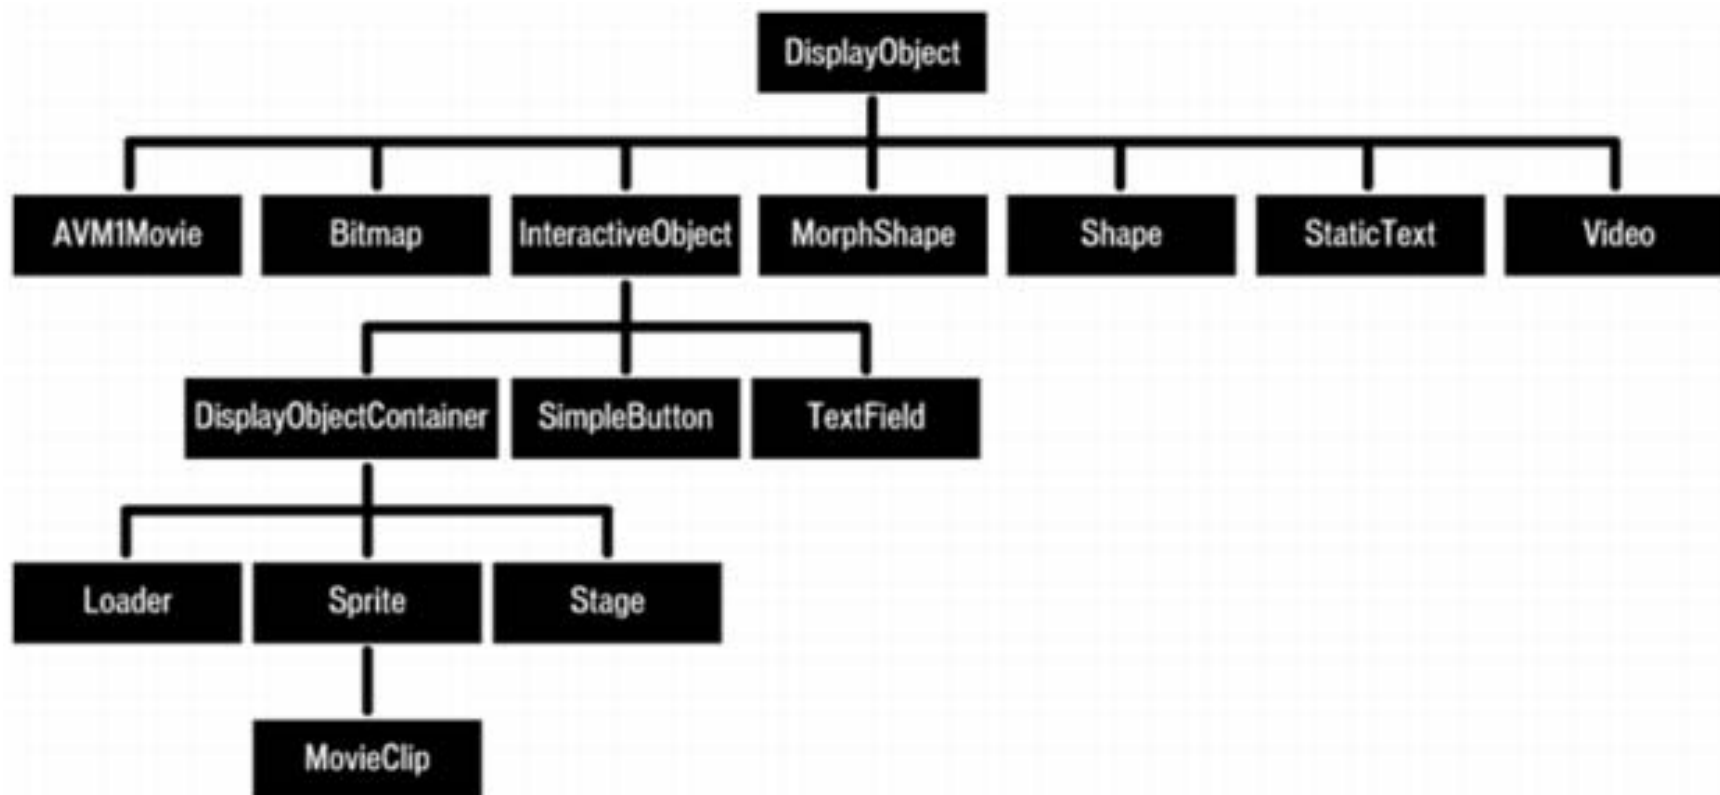 DisplayObject
AVM1Movie
Bitmap
InteractiveObject
MorphShape
Shape
StaticText
Video
DisplayObjectContainer
SimpleButton
TextField
Loader
Sprite
Stage
MovieClip